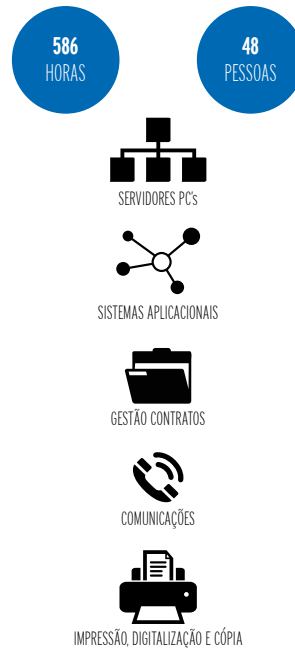 586
HORAS
48
PESSOAS
SERVIDORES PC's
SISTEMAS APLICACIONAIS
GESTÃO CONTRATOS
COMUNICAÇÕES
IMPRESSÃO, DIGITALIZAÇÃO E CÓPIA